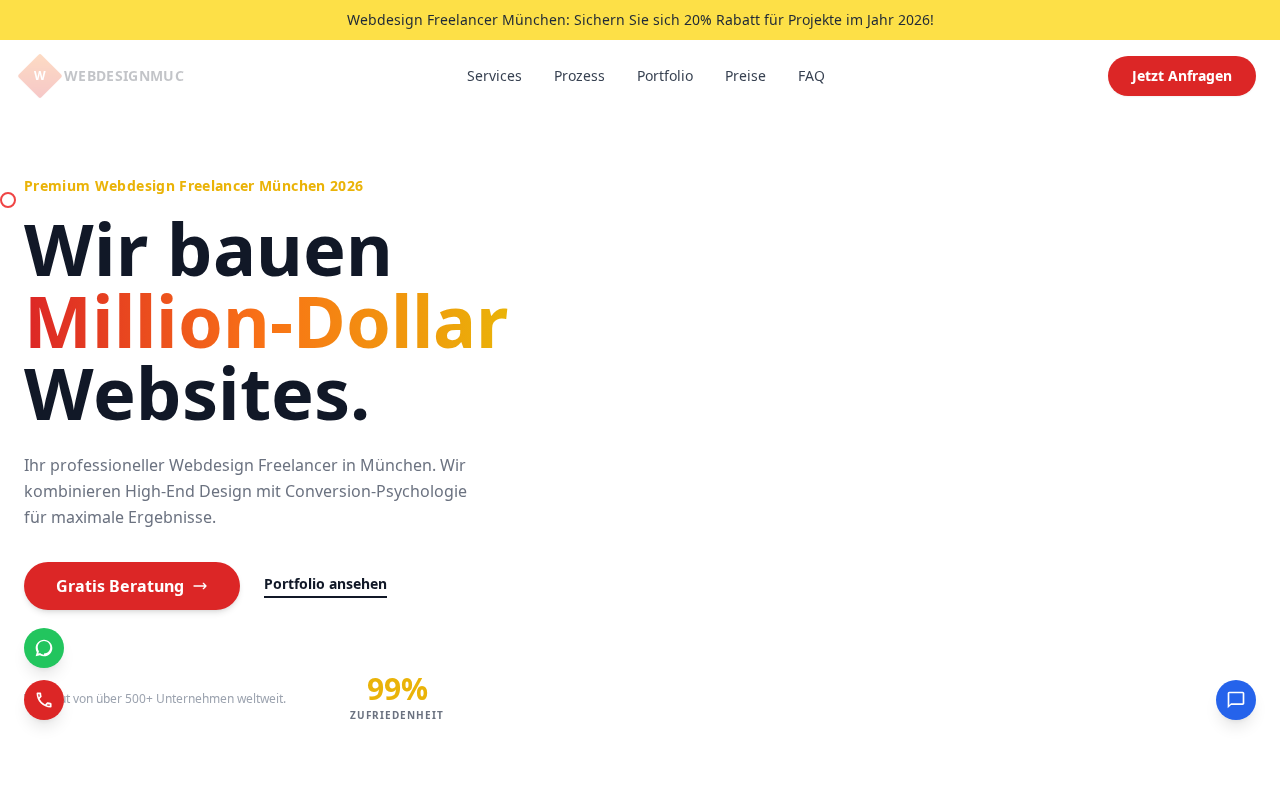 Webdesign Freelancer München: Sichern Sie sich 20% Rabatt für Projekte im Jahr 2026!
W WEBDESIGNMUC
Services Prozess Portfolio Preise FAQ
Jetzt Anfragen
Premium Webdesign Freelancer München 2026
Wir bauen
Million-Dollar
Websites.
Ihr professioneller Webdesign Freelancer in München. Wir
kombinieren High-End Design mit Conversion-Psychologie
für maximale Ergebnisse.
Gratis Beratung →
Portfolio ansehen
von über 500+ Unternehmen weltweit.
99%
ZUFRIEDENHEIT